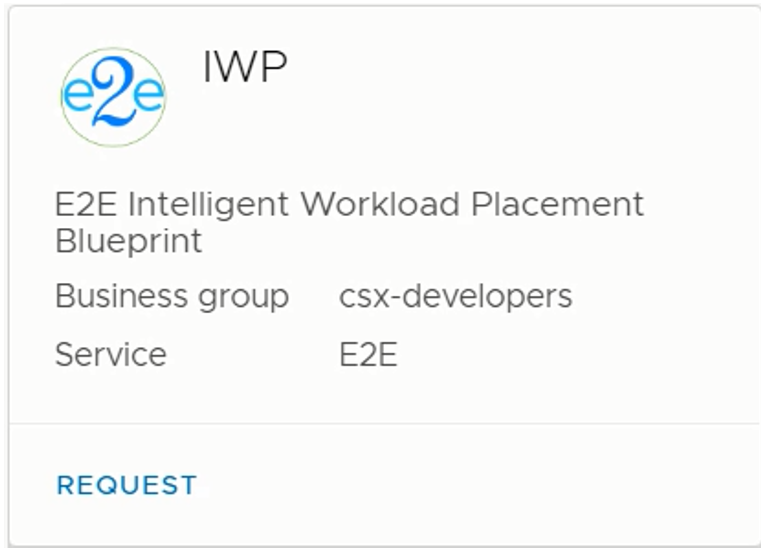 e2e
IWP
E2E Intelligent Workload Placement
Blueprint
Business group csx-developers
Service E2E
REQUEST